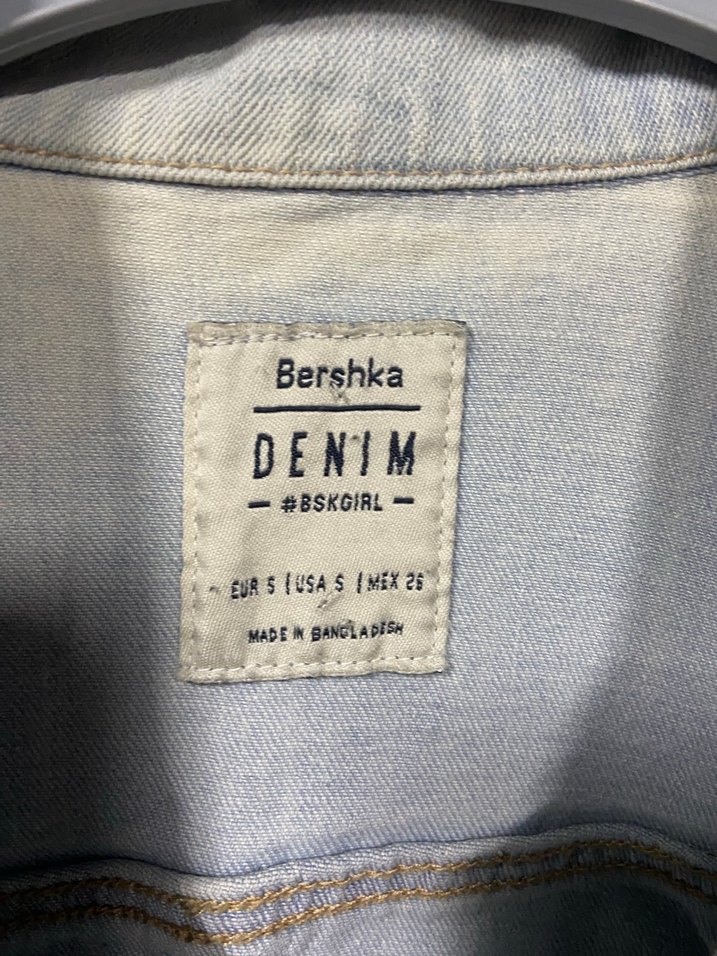 Bershka
DENIM
- #BSKGIRL -
EUR S | USA S | MEX 26
MADE IN BANGLADESH